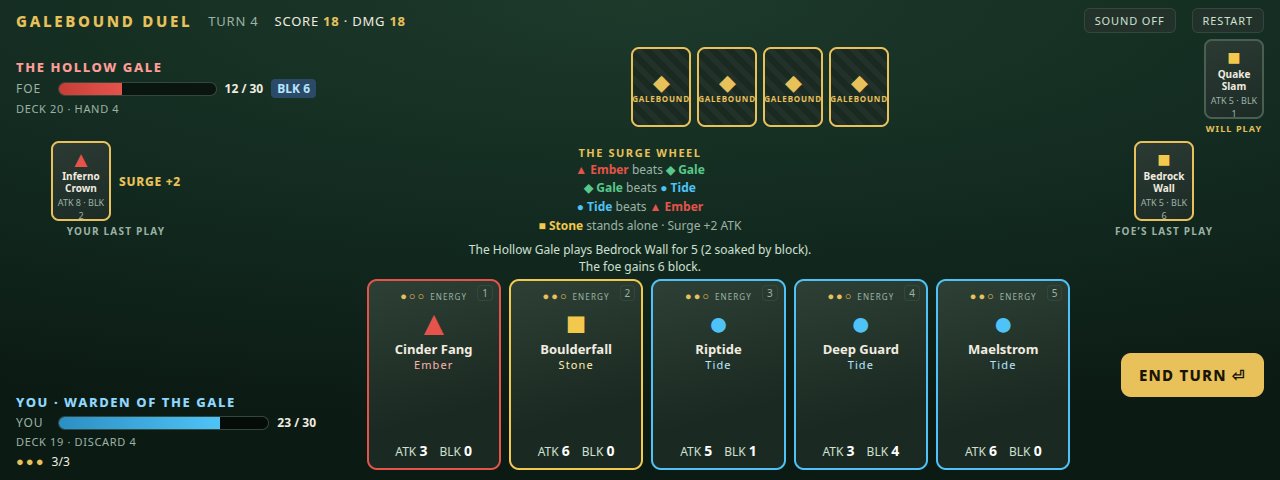 GALEBOUND DUEL TURN 4 SCORE 18 · DMG 18
SOUND OFF RESTART
THE HOLLOW GALE
FOE 12 / 30 BLK 6
DECK 20 · HAND 4
◆ GALEBOUND
◆ GALEBOUND
◆ GALEBOUND
◆ GALEBOUND
■ Quake
Slam
ATK 5 · BLK
1
WILL PLAY
▲ Inferno
Crown
ATK 8 · BLK
2
SURGE +2
YOUR LAST PLAY
THE SURGE WHEEL
▲ Ember beats ◆ Gale
◆ Gale beats ● Tide
● Tide beats ▲ Ember
■ Stone stands alone · Surge +2 ATK
■ Bedrock
Wall
ATK 5 · BLK
6
FOE'S LAST PLAY
The Hollow Gale plays Bedrock Wall for 5 (2 soaked by block).
The foe gains 6 block.
●○○ ENERGY 1
▲
Cinder Fang
Ember
ATK 3 BLK 0
●●○ ENERGY 2
■
Boulderfall
Stone
ATK 6 BLK 0
●●○ ENERGY 3
●
Riptide
Tide
ATK 5 BLK 1
●●○ ENERGY 4
●
Deep Guard
Tide
ATK 3 BLK 4
●●○ ENERGY 5
●
Maelstrom
Tide
ATK 6 BLK 0
END TURN ⏎
YOU · WARDEN OF THE GALE
YOU 23 / 30
DECK 19 · DISCARD 4
●●● 3/3